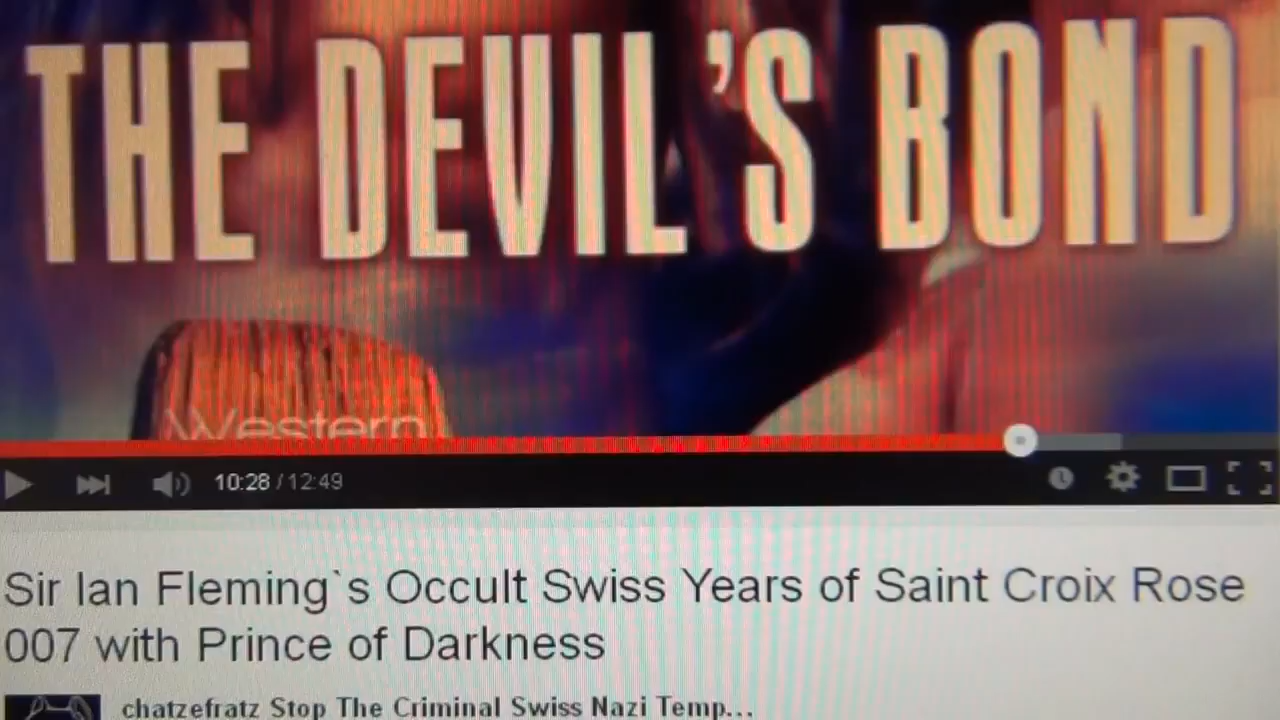 THE DEVIL'S BOND
Western
10:28 / 12:49
Sir Ian Fleming`s Occult Swiss Years of Saint Croix Rose
007 with Prince of Darkness
chatzefratz Stop The Criminal Swiss Nazi Temp...